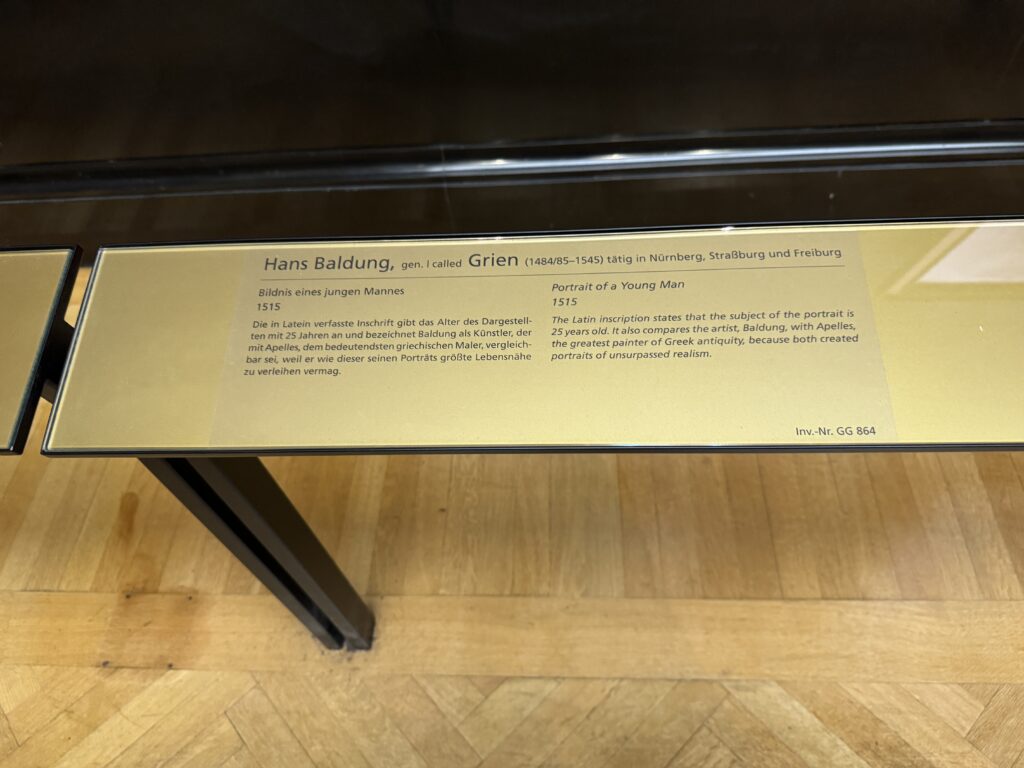 Hans Baldung, gen. l called Grien (1484/85–1545) tätig in Nürnberg, Straßburg und Freiburg
Bildnis eines jungen Mannes
1515
Die in Latein verfasste Inschrift gibt das Alter des Dargestell-
ten mit 25 Jahren an und bezeichnet Baldung als Künstler, der
mit Apelles, dem bedeutendsten griechischen Maler, vergleich-
bar sei, weil er wie dieser seinen Porträts größte Lebensnähe
zu verleihen vermag.
Portrait of a Young Man
1515
The Latin inscription states that the subject of the portrait is
25 years old. It also compares the artist, Baldung, with Apelles,
the greatest painter of Greek antiquity, because both created
portraits of unsurpassed realism.
Inv.-Nr. GG 864